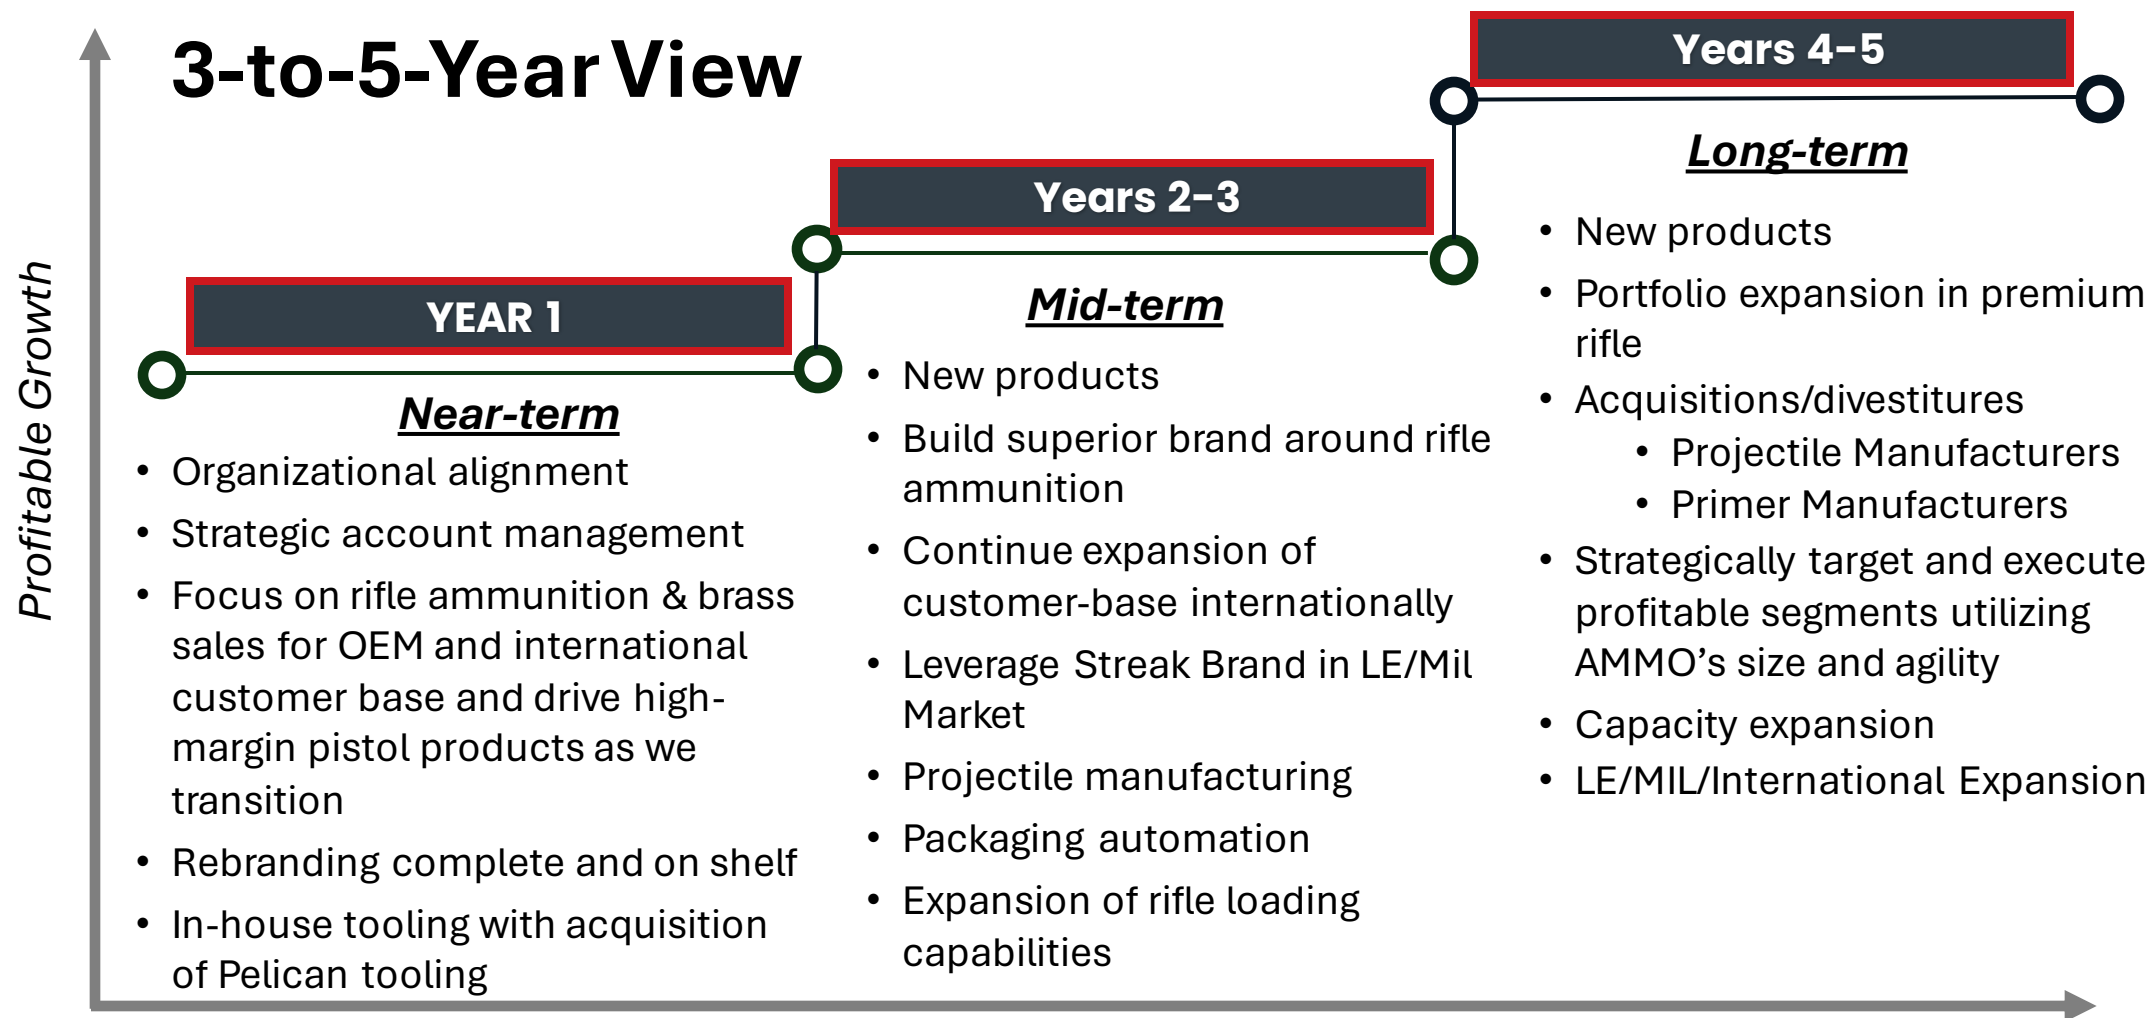 3-to-5-Year View
Profitable Growth
YEAR 1
Near-term
• Organizational alignment
• Strategic account management
• Focus on rifle ammunition & brass
sales for OEM and international
customer base and drive high-
margin pistol products as we
transition
• Rebranding complete and on shelf
• In-house tooling with acquisition
of Pelican tooling
Years 2-3
Mid-term
• New products
• Build superior brand around rifle
ammunition
• Continue expansion of
customer-base internationally
• Leverage Streak Brand in LE/Mil
Market
• Projectile manufacturing
• Packaging automation
• Expansion of rifle loading
capabilities
Years 4-5
Long-term
• New products
• Portfolio expansion in premium
rifle
• Acquisitions/divestitures
• Projectile Manufacturers
• Primer Manufacturers
• Strategically target and execute
profitable segments utilizing
AMMO’s size and agility
• Capacity expansion
• LE/MIL/International Expansion